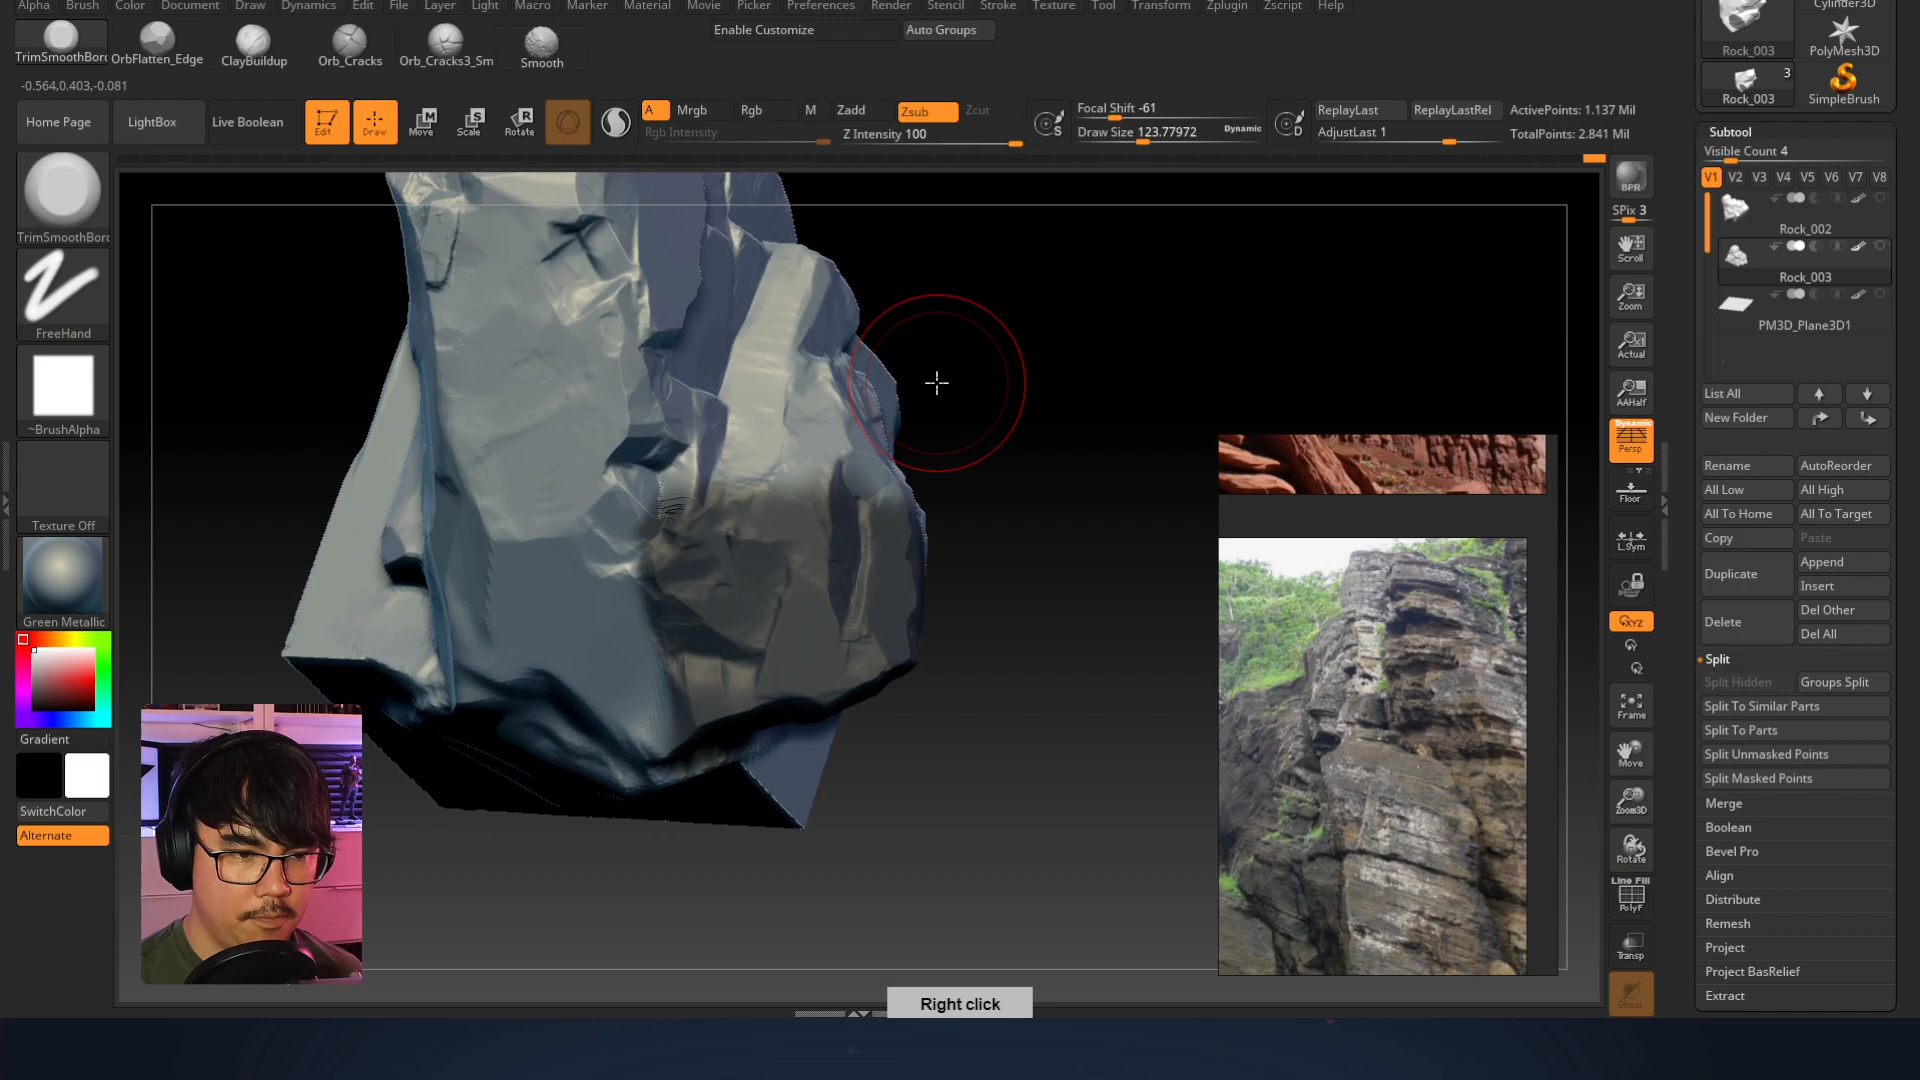 Alpha Brush Color Document Draw Dynamics Edit File Layer Light Macro Marker Material Movie Picker Preferences Render Stencil Stroke Texture Tool Transform Zplugin Zscript Help
Enable Customize Auto Groups
TrimSmoothBorc OrbFlatten_Edge ClayBuildup Orb_Cracks Orb_Cracks3_Sm Smooth
-0.564,0.403,-0.081
Home Page LightBox Live Boolean Edit Draw Move Scale Rotate
A Mrgb Rgb M Zadd Zsub Zcut
Rgb Intensity Z Intensity 100
S Focal Shift -61
Draw Size 123.77972 Dynamic
D ReplayLast ReplayLastRel ActivePoints: 1.137 Mil
AdjustLast 1 TotalPoints: 2.841 Mil
TrimSmoothBorc
FreeHand
~BrushAlpha
Texture Off
Green Metallic
Gradient
SwitchColor
Alternate
Right click
BPR
SPix 3
Scroll
Zoom
Actual
AAHalf
Dynamic
Persp
Floor
L.Sym
XYZ
Frame
Move
Zoom3D
Rotate
Line Fill
PolyF
Transp
Ghost
Cylinder3D
Rock_003 PolyMesh3D
3
Rock_003 SimpleBrush
Subtool
Visible Count 4
V1 V2 V3 V4 V5 V6 V7 V8
Rock_002
Rock_003
PM3D_Plane3D1
List All
New Folder
Rename AutoReorder
All Low All High
All To Home All To Target
Copy Paste
Duplicate Append
Insert
Delete Del Other
Del All
Split
Split Hidden Groups Split
Split To Similar Parts
Split To Parts
Split Unmasked Points
Split Masked Points
Merge
Boolean
Bevel Pro
Align
Distribute
Remesh
Project
Project BasRelief
Extract